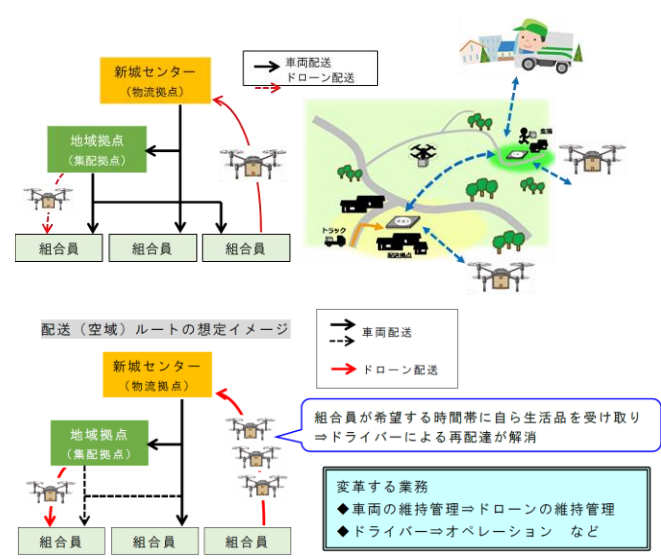 新城センター
（物流拠点）
車両配送
ドローン配送
地域拠点
（集配拠点）
組合員
組合員
組合員
トラック
配送拠点
配送（空域）ルートの想定イメージ
車両配送
ドローン配送
新城センター
（物流拠点）
地域拠点
（集配拠点）
組合員
組合員
組合員
組合員が希望する時間帯に自ら生活品を受け取り
⇒ドライバーによる再配達が解消
変革する業務
◆車両の維持管理⇒ドローンの維持管理
◆ドライバー⇒オペレーション　など